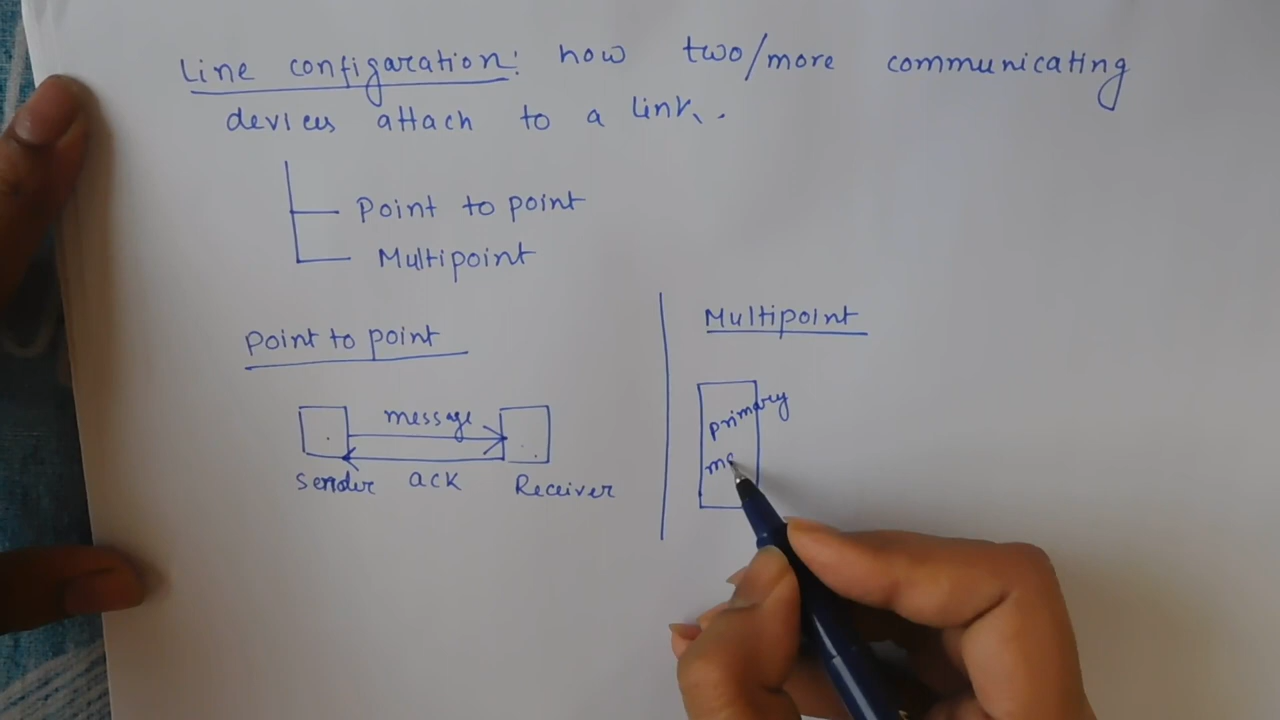 Line configaration: how two/more communicating
devices attach to a link.
Point to point
Multipoint
Point to point
message
Sender ack Receiver
Multipoint
primary